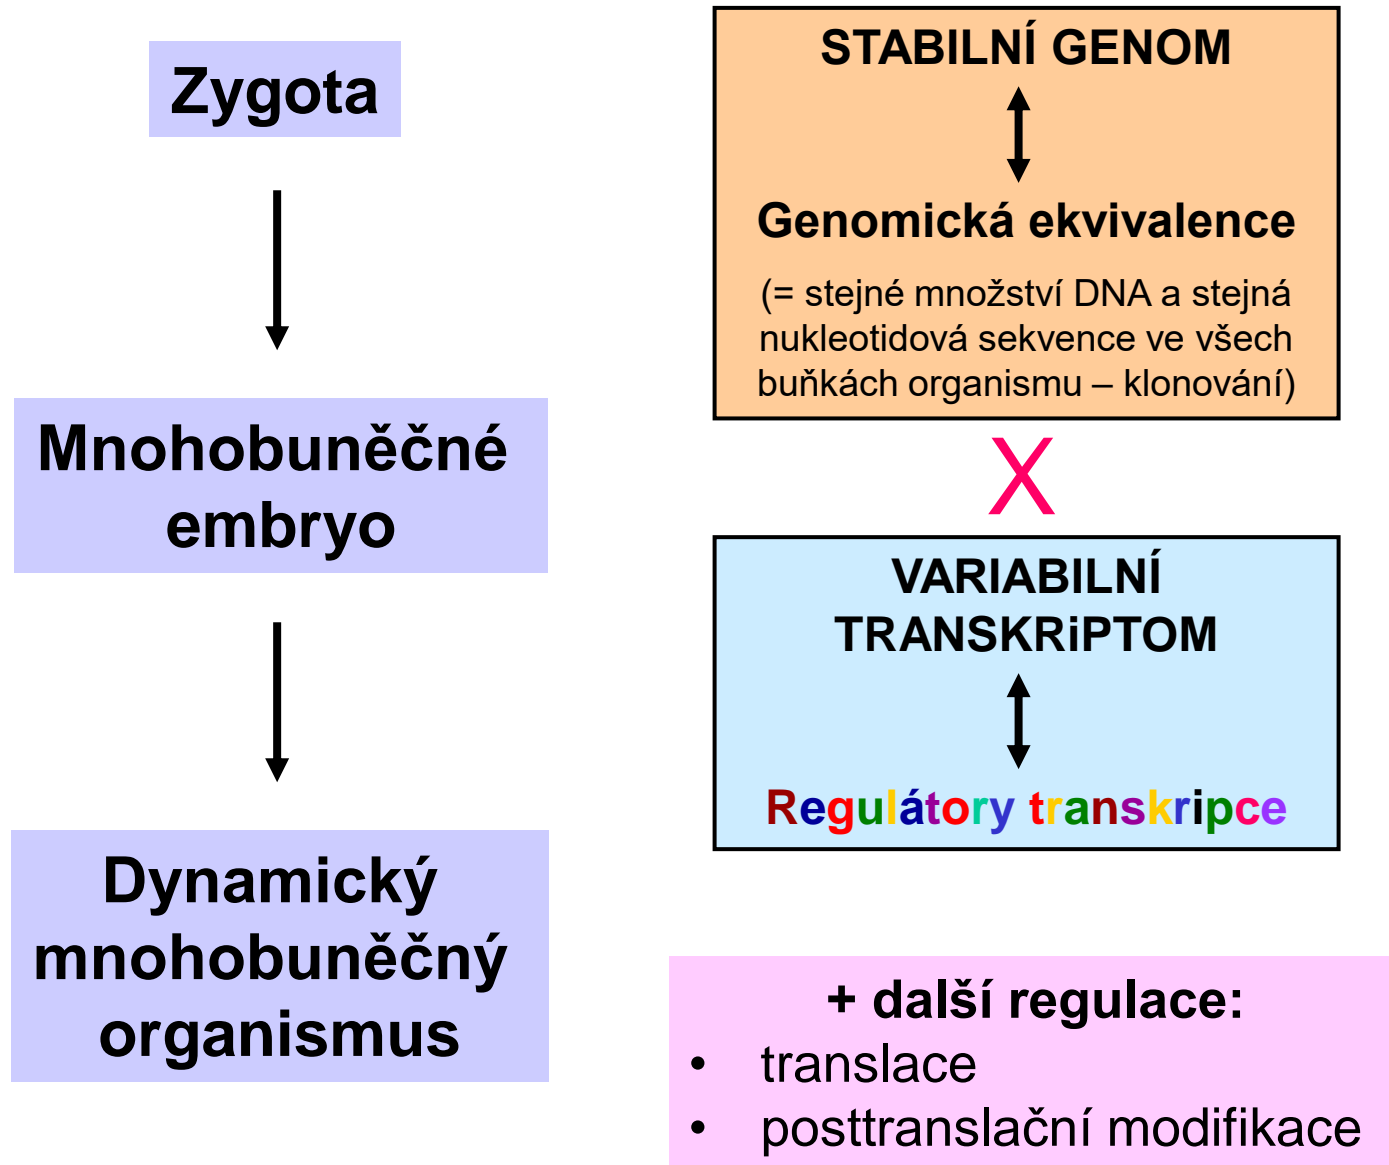 Zygota
Mnohobuněčné
embryo
Dynamický
mnohobuněčný
organismus
STABILNÍ GENOM
Genomická ekvivalence
(= stejné množství DNA a stejná
nukleotidová sekvence ve všech
buňkách organismu – klonování)
X
VARIABILNÍ
TRANSKRiPTOM
Regulátory transkripce
+ další regulace:
• translace
• posttranslační modifikace